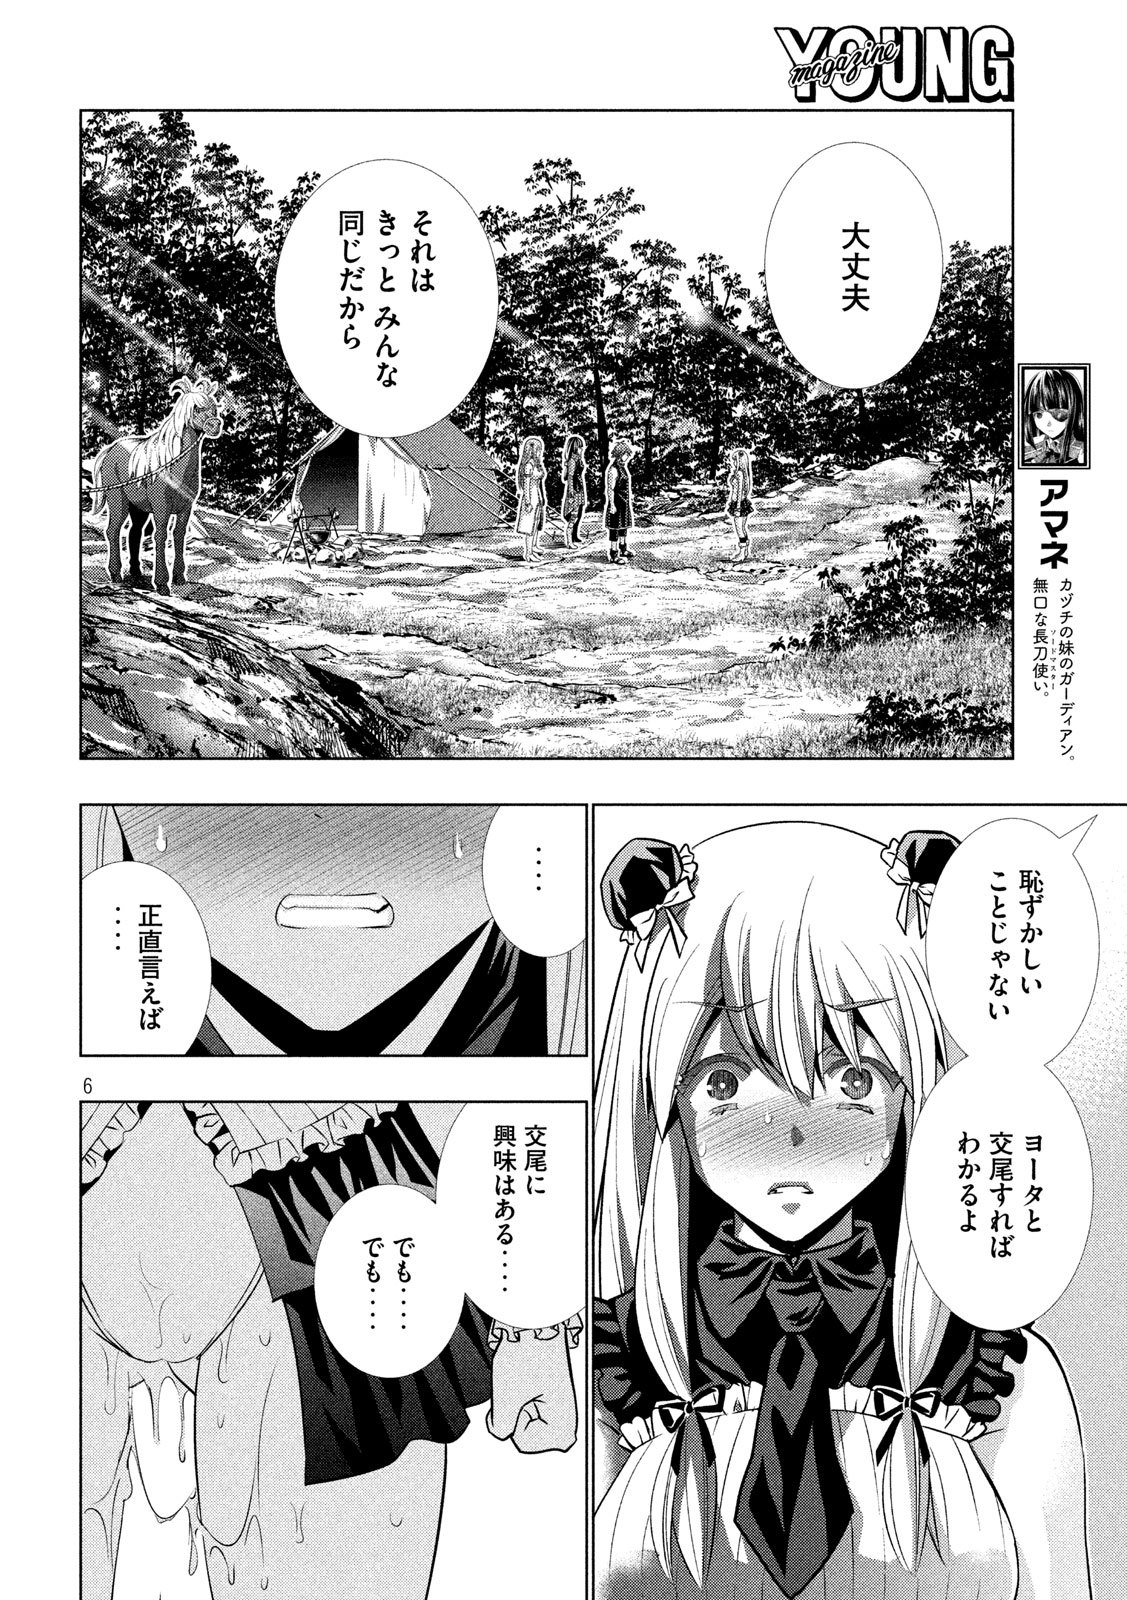 YOUNG
magazine
大丈夫
それは
きっと みんな
同じだから
アマネ
カヅチの妹のガーディアン。
無口な長刀使い。
ソードマスター
恥ずかしい
ことじゃない
ヨータと
交尾すれば
わかるよ
‥‥
正直言えば
‥‥
交尾に
興味はある‥‥
でも‥‥
でも‥‥
6